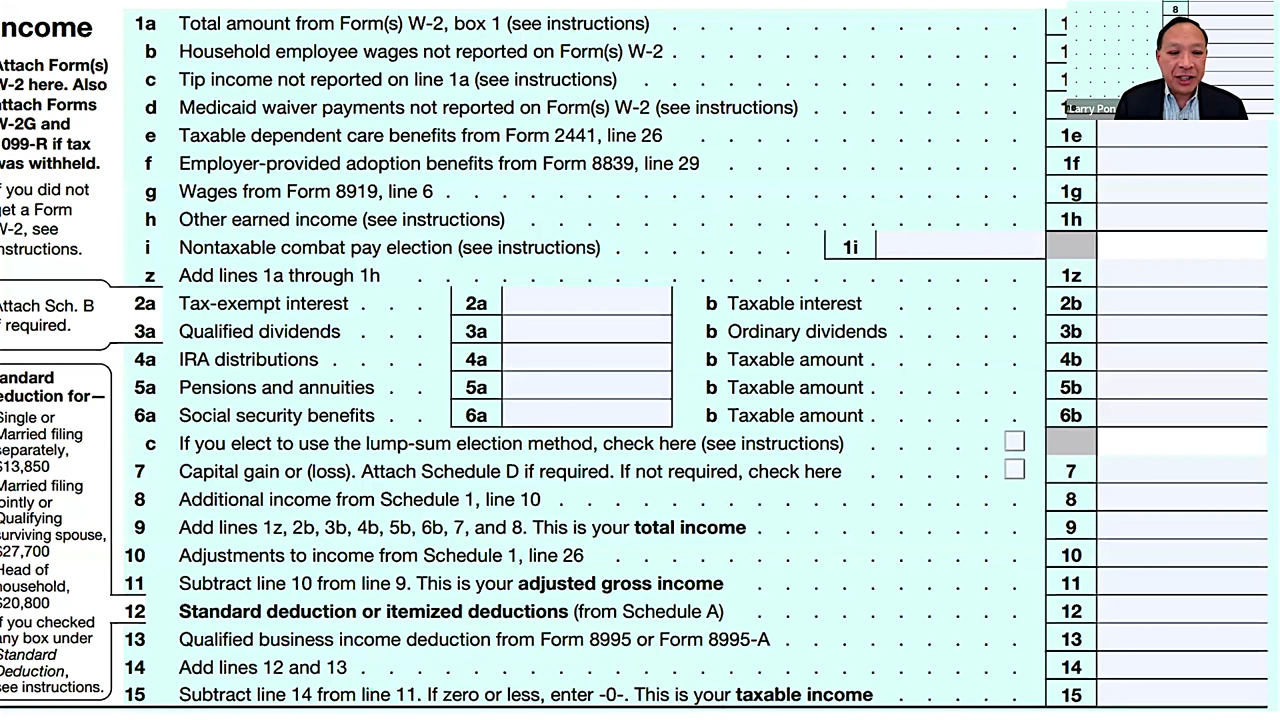 ncome
Attach Form(s)
W-2 here. Also
attach Forms
W-2G and
1099-R if tax
was withheld.
f you did not
get a Form
W-2, see
nstructions.
Attach Sch. B
f required.
tandard
eduction for—
Single or
Married filing
separately,
$13,850
Married filing
ointly or
Qualifying
surviving spouse,
$27,700
Head of
household,
$20,800
f you checked
any box under
Standard
Deduction,
see instructions.
1a Total amount from Form(s) W-2, box 1 (see instructions) 1
b Household employee wages not reported on Form(s) W-2 1
c Tip income not reported on line 1a (see instructions) 1
d Medicaid waiver payments not reported on Form(s) W-2 (see instructions) 1
e Taxable dependent care benefits from Form 2441, line 26 1e
f Employer-provided adoption benefits from Form 8839, line 29 1f
g Wages from Form 8919, line 6 1g
h Other earned income (see instructions) 1h
i Nontaxable combat pay election (see instructions) 1i
z Add lines 1a through 1h 1z
2a Tax-exempt interest 2a b Taxable interest 2b
3a Qualified dividends 3a b Ordinary dividends 3b
4a IRA distributions 4a b Taxable amount 4b
5a Pensions and annuities 5a b Taxable amount 5b
6a Social security benefits 6a b Taxable amount 6b
c If you elect to use the lump-sum election method, check here (see instructions)
7 Capital gain or (loss). Attach Schedule D if required. If not required, check here 7
8 Additional income from Schedule 1, line 10 8
9 Add lines 1z, 2b, 3b, 4b, 5b, 6b, 7, and 8. This is your total income 9
10 Adjustments to income from Schedule 1, line 26 10
11 Subtract line 10 from line 9. This is your adjusted gross income 11
12 Standard deduction or itemized deductions (from Schedule A) 12
13 Qualified business income deduction from Form 8995 or Form 8995-A 13
14 Add lines 12 and 13 14
15 Subtract line 14 from line 11. If zero or less, enter -0-. This is your taxable income 15
8
Larry Pon